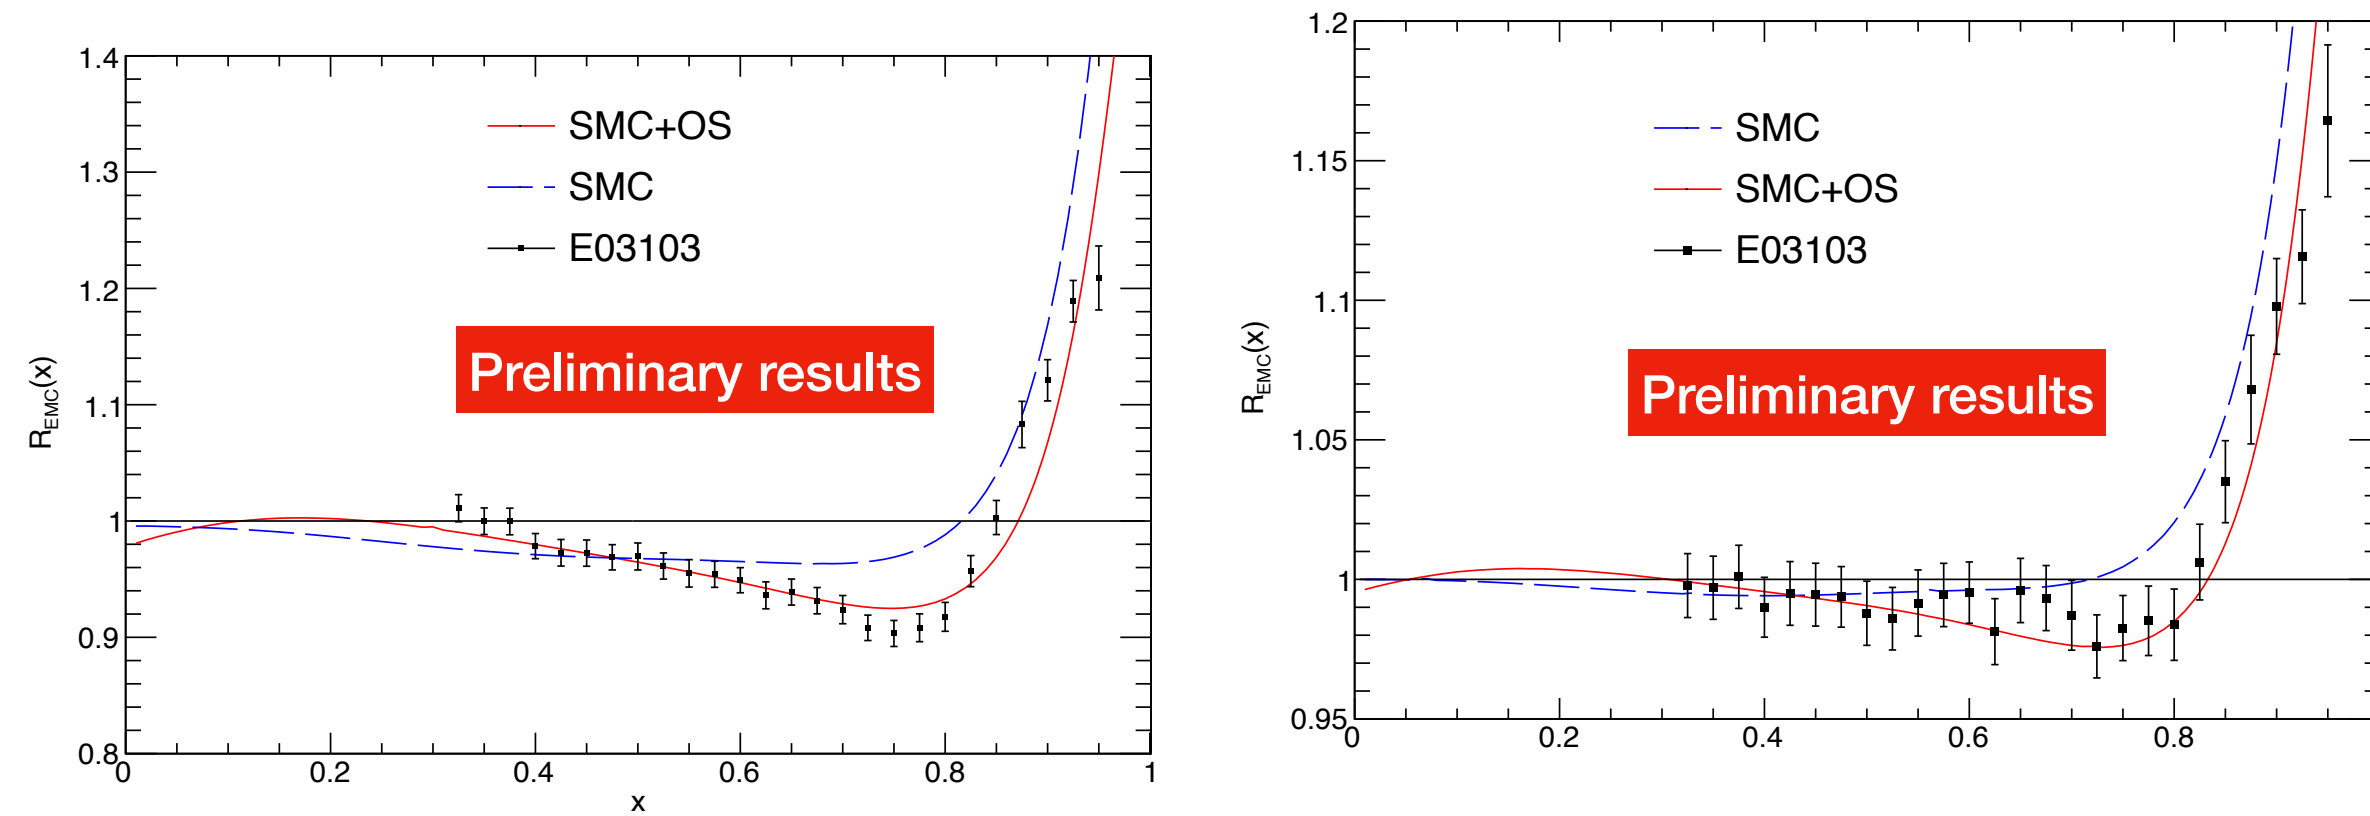 1.4
1.3
1.2
1.1
1
0.9
0.8
R_EMC(x)
SMC+OS
SMC
E03103
Preliminary results
0 0.2 0.4 0.6 0.8 1
x
1.2
1.15
1.1
1.05
1
0.95
R_EMC(x)
SMC
SMC+OS
E03103
Preliminary results
0 0.2 0.4 0.6 0.8